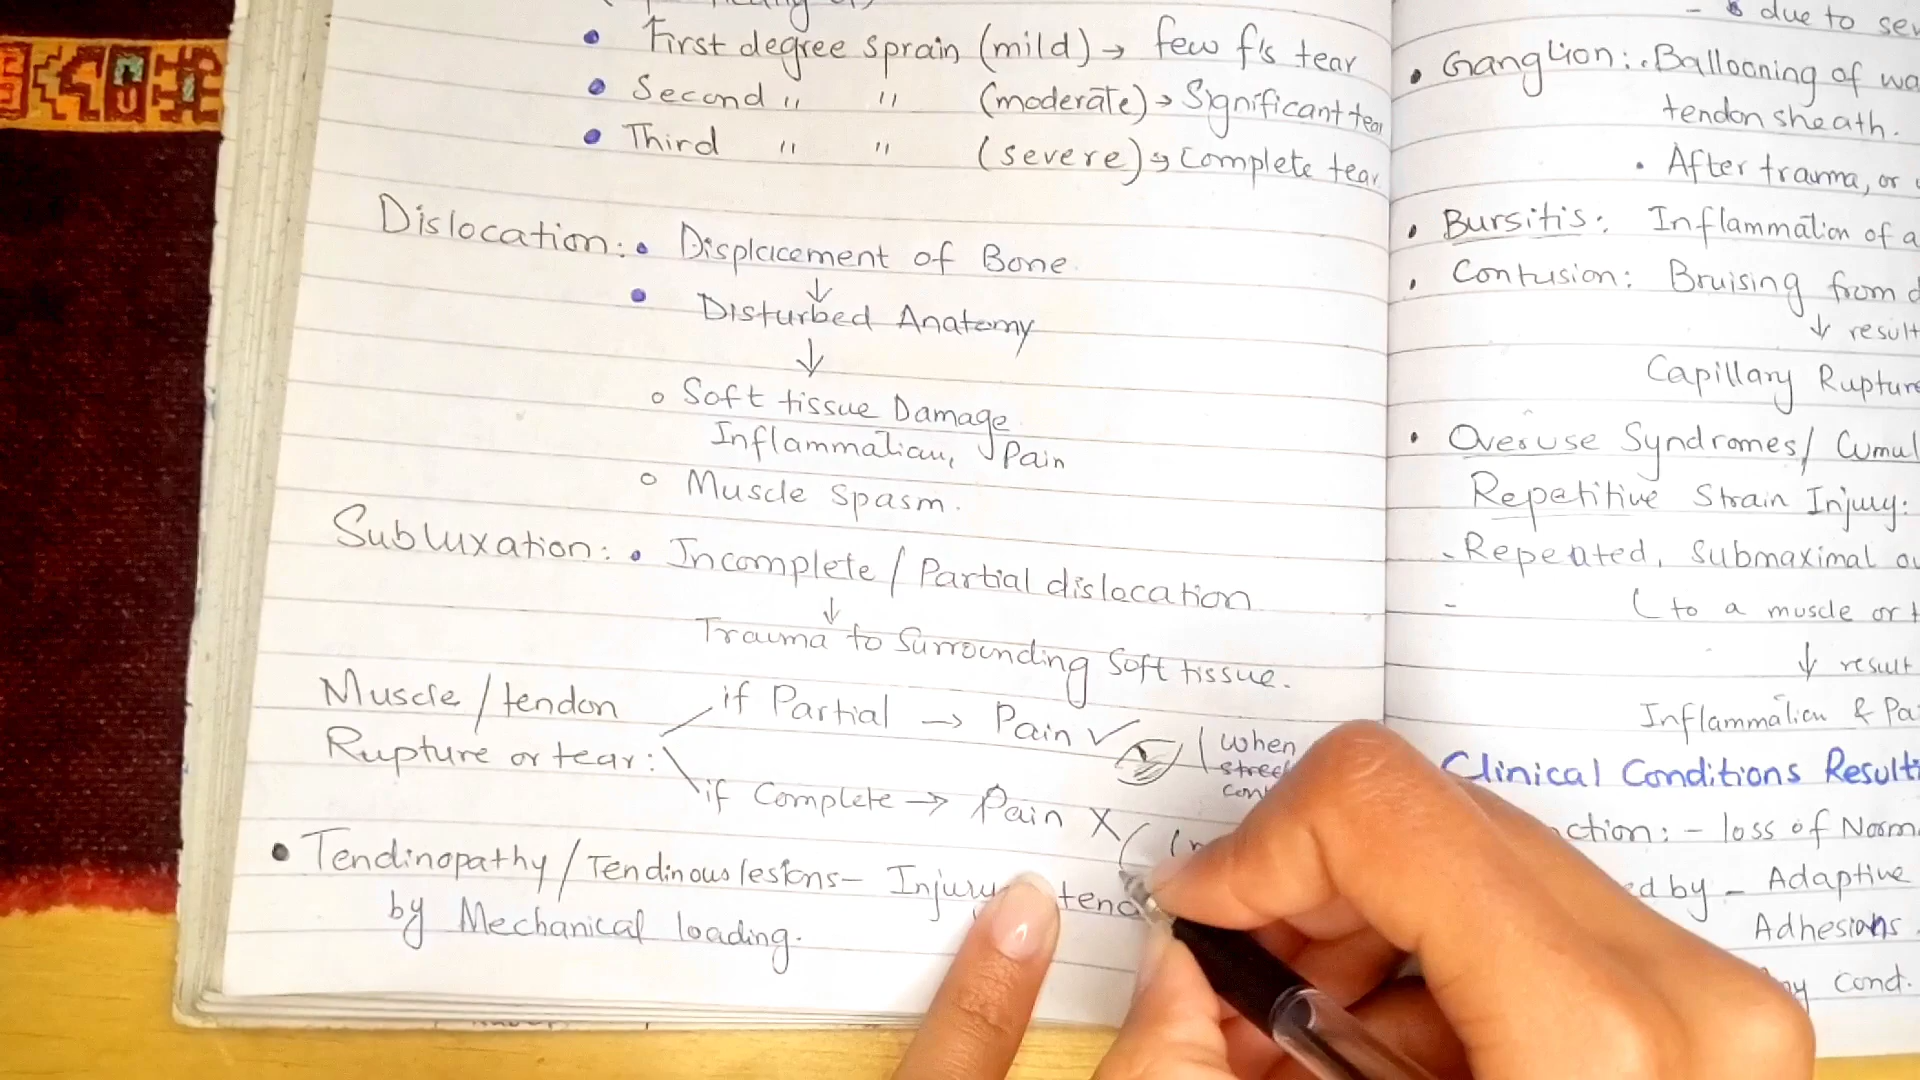 First degree sprain (mild) → few f's tear
Second " " (moderate) → Significant tear
Third " " (severe) → Complete tear
Dislocation: • Displacement of Bone
↓
• Disturbed Anatomy
↓
o Soft tissue Damage
Inflammation, Pain
o Muscle spasm.
Subluxation: • Incomplete / Partial dislocation
↓
Trauma to Surrounding Soft tissue.
Muscle / tendon
Rupture or tear:
if Partial → Pain ✓
when
if Complete → Pain X
• Tendinopathy / Tendinous lesions - Injury
by Mechanical loading.
- due to
• Ganglion: • Ballooning of
tendon sheath.
• After trauma, or
• Bursitis: Inflammation of a
• Contusion: Bruising from
↓ result
Capillary Rupture
• Overuse Syndromes /
Repetitive Strain Injury:
- Repeated, submaximal
- ( to a muscle or
↓ result
Inflammation &
Clinical Conditions
- loss of
by - Adaptive
Adhesions
Cond.